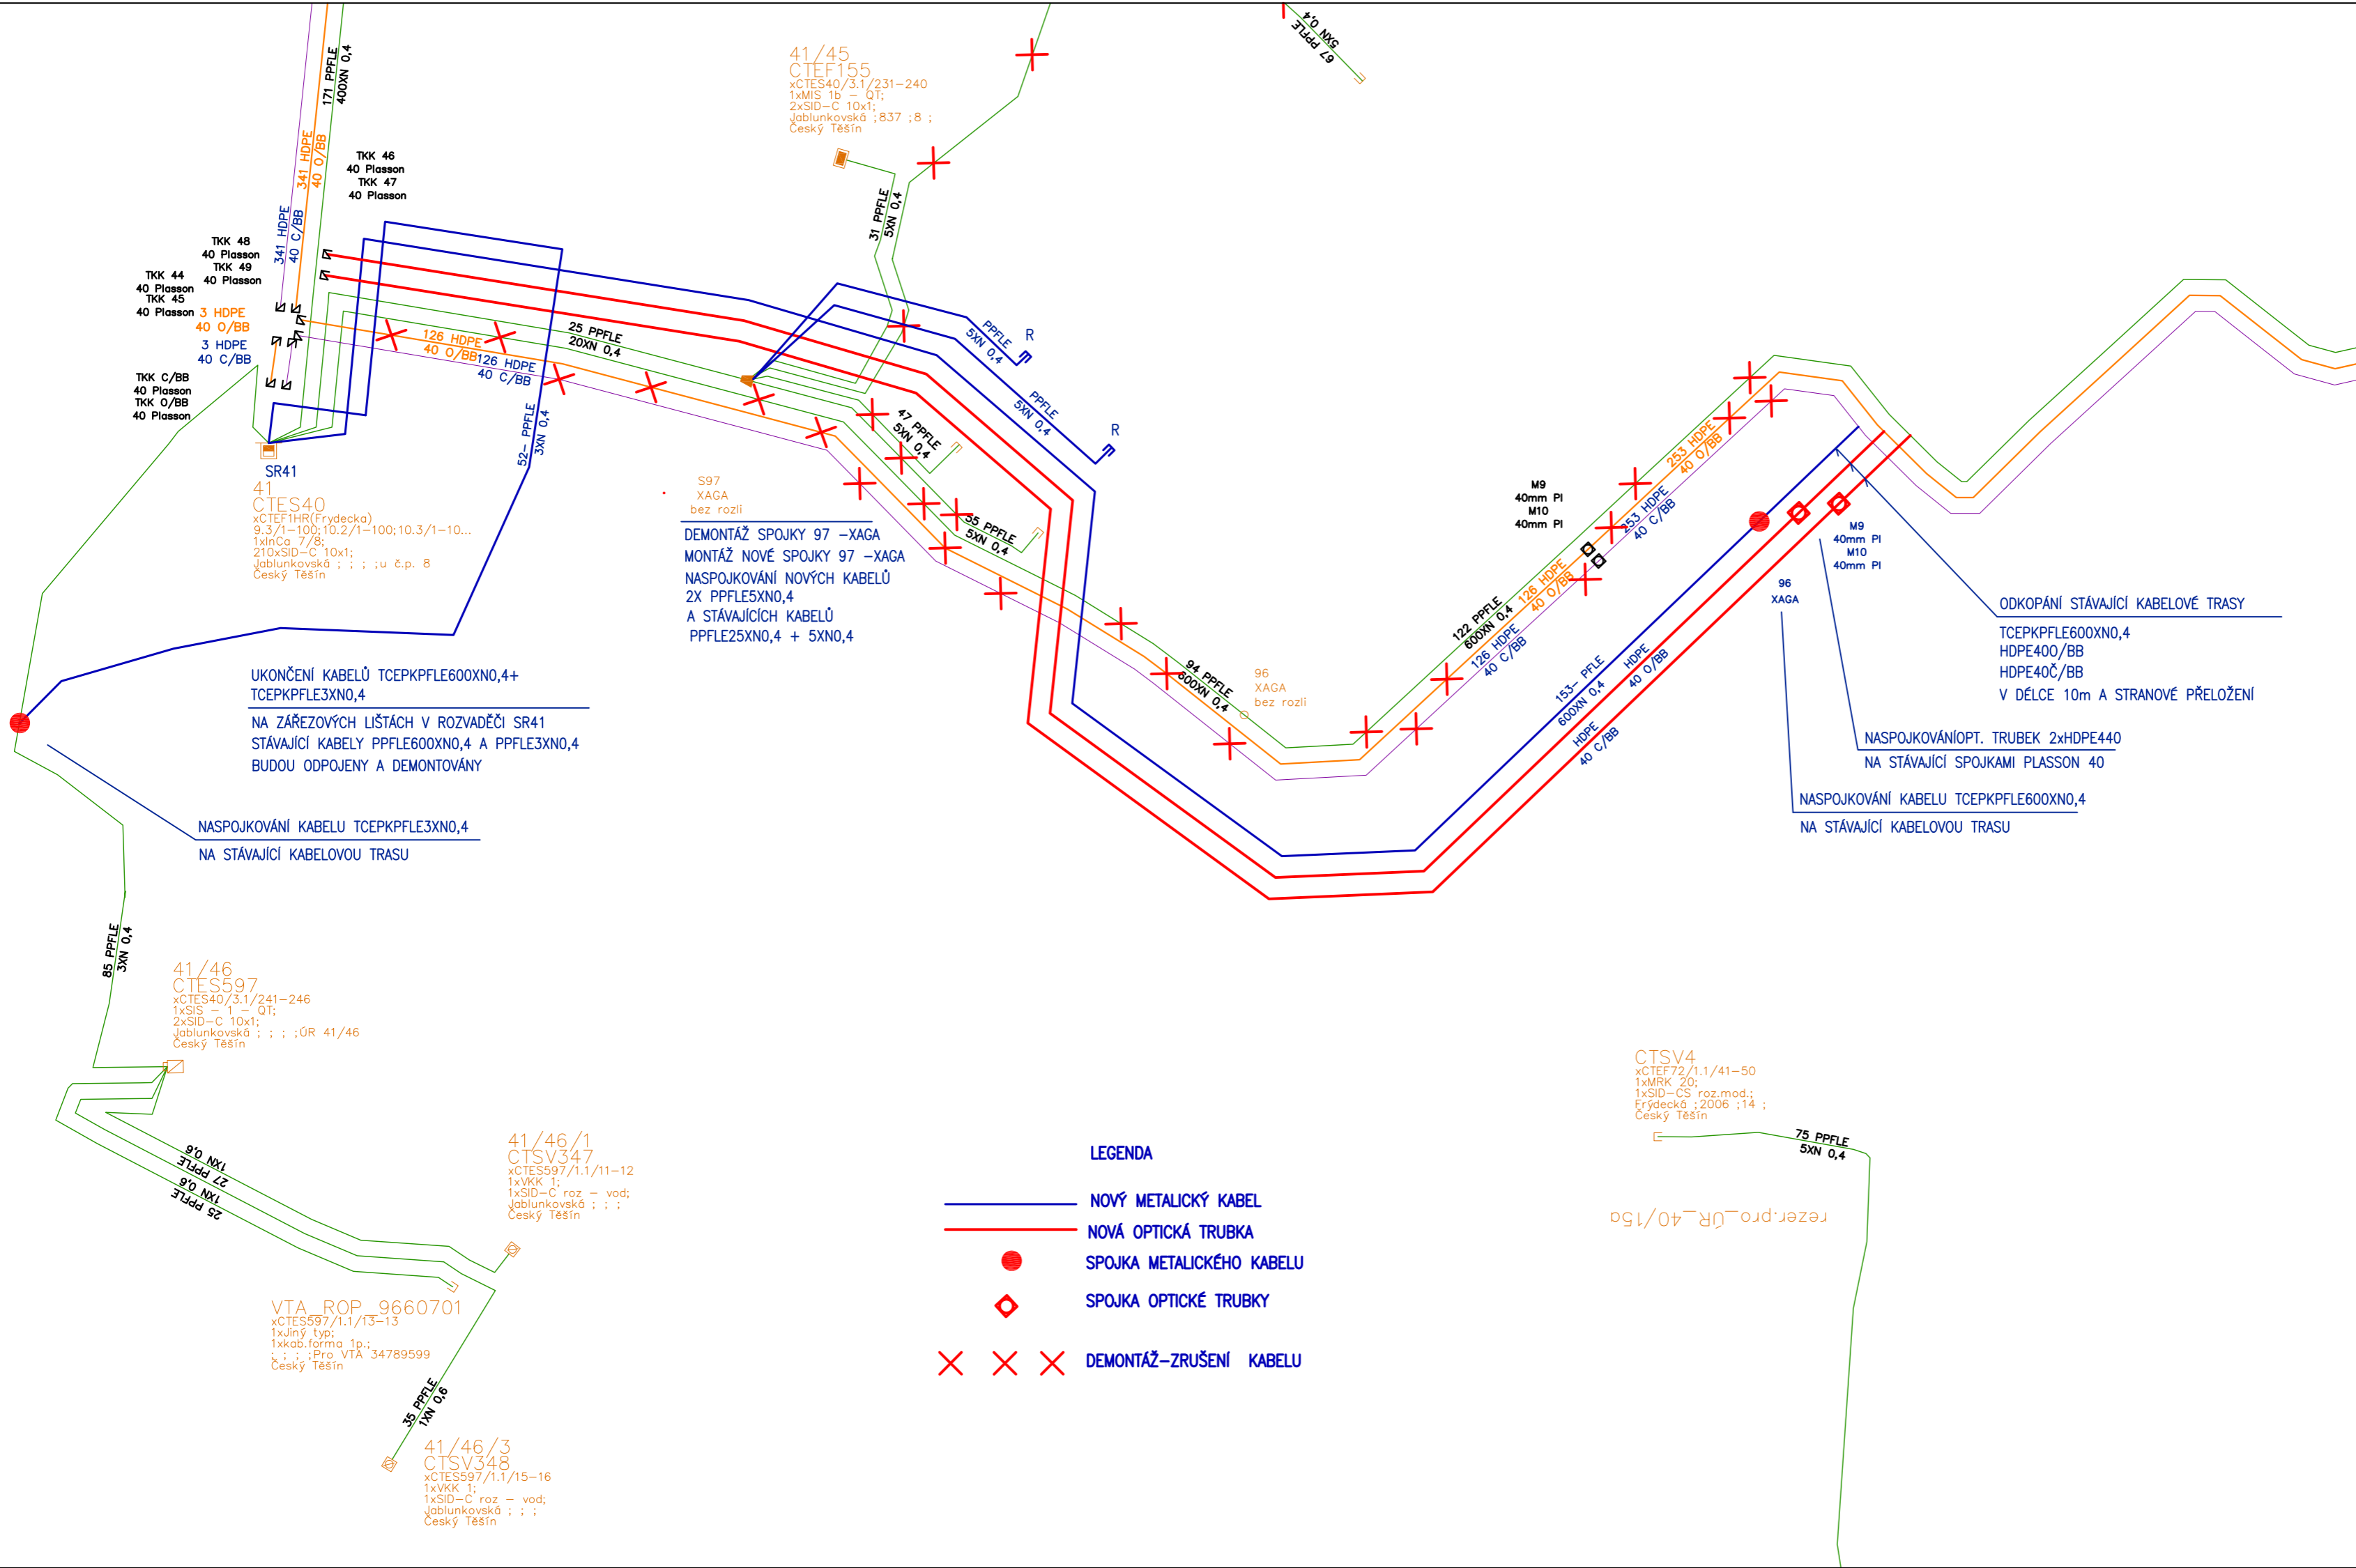 171 PPFLE
400XN 0,4
341 HDPE
40 O/BB
341 HDPE
40 C/BB
TKK 46
40 Plasson
TKK 47
40 Plasson
TKK 48
40 Plasson
TKK 49
40 Plasson
TKK 44
40 Plasson
TKK 45
40 Plasson
3 HDPE
40 O/BB
3 HDPE
40 C/BB
TKK C/BB
40 Plasson
TKK O/BB
40 Plasson
SR41
41
CTES40
xCTEF1HR(Frydecka)
9.3/1-100;10.2/1-100;10.3/1-10...
1xInCa 7/8;
210xSID-C 10x1;
Jablunkovská ; ; ; ;u č.p. 8
Český Těšín
41/45
CTEF155
xCTES40/3.1/231-240
1xMIS 1b - QT;
2xSID-C 10x1;
Jablunkovská ;837 ;8 ;
Český Těšín
67 PPFLE
5XN 0,4
31 PPFLE
5XN 0,4
126 HDPE
40 O/BB
126 HDPE
40 C/BB
25 PPFLE
20XN 0,4
52- PPFLE
3XN 0,4
PPFLE
5XN 0,4
R
PPFLE
5XN 0,4
R
47 PPFLE
5XN 0,4
55 PPFLE
5XN 0,4
S97
XAGA
bez rozli
DEMONTÁŽ SPOJKY 97 -XAGA
MONTÁŽ NOVÉ SPOJKY 97 -XAGA
NASPOJKOVÁNÍ NOVÝCH KABELŮ
2X PPFLE5XN0,4
A STÁVAJÍCÍCH KABELŮ
PPFLE25XN0,4 + 5XN0,4
UKONČENÍ KABELŮ TCEPKPFLE600XN0,4+
TCEPKPFLE3XN0,4
NA ZÁŘEZOVÝCH LIŠTÁCH V ROZVADĚČI SR41
STÁVAJÍCÍ KABELY PPFLE600XN0,4 A PPFLE3XN0,4
BUDOU ODPOJENY A DEMONTOVÁNY
NASPOJKOVÁNÍ KABELU TCEPKPFLE3XN0,4
NA STÁVAJÍCÍ KABELOVOU TRASU
94 PPFLE
600XN 0,4
96
XAGA
bez rozli
122 PPFLE
600XN 0,4
126 HDPE
40 O/BB
126 HDPE
40 C/BB
253 HDPE
40 O/BB
253 HDPE
40 C/BB
M9
40mm Pl
M10
40mm Pl
153- PFLE
600XN 0,4
HDPE
40 O/BB
HDPE
40 C/BB
M9
40mm Pl
M10
40mm Pl
96
XAGA
ODKOPÁNÍ STÁVAJÍCÍ KABELOVÉ TRASY
TCEPKPFLE600XN0,4
HDPE40O/BB
HDPE40Č/BB
V DÉLCE 10m A STRANOVÉ PŘELOŽENÍ
NASPOJKOVÁNÍOPT. TRUBEK 2xHDPE440
NA STÁVAJÍCÍ SPOJKAMI PLASSON 40
NASPOJKOVÁNÍ KABELU TCEPKPFLE600XN0,4
NA STÁVAJÍCÍ KABELOVOU TRASU
85 PPFLE
3XN 0,4
41/46
CTES597
xCTES40/3.1/241-246
1xSIS - 1 - QT;
2xSID-C 10x1;
Jablunkovská ; ; ; ;ÚR 41/46
Český Těšín
27 PPFLE
1XN 0,6
25 PPFLE
1XN 0,6
41/46/1
CTSV347
xCTES597/1.1/11-12
1xVKK 1;
1xSID-C roz - vod;
Jablunkovská ; ; ;
Český Těšín
VTA_ROP_9660701
xCTES597/1.1/13-13
1xJiný typ;
1xkab.forma 1p.;
; ; ; ;Pro VTA 34789599
Český Těšín
35 PPFLE
1XN 0,6
41/46/3
CTSV348
xCTES597/1.1/15-16
1xVKK 1;
1xSID-C roz - vod;
Jablunkovská ; ; ;
Český Těšín
LEGENDA
NOVÝ METALICKÝ KABEL
NOVÁ OPTICKÁ TRUBKA
SPOJKA METALICKÉHO KABELU
SPOJKA OPTICKÉ TRUBKY
DEMONTÁŽ-ZRUŠENÍ KABELU
CTSV4
xCTEF72/1.1/41-50
1xMRK 20;
1xSID-CS roz.mod.;
Frýdecká ;2006 ;14 ;
Český Těšín
75 PPFLE
5XN 0,4
rezer.pro_ÚR_40/15a